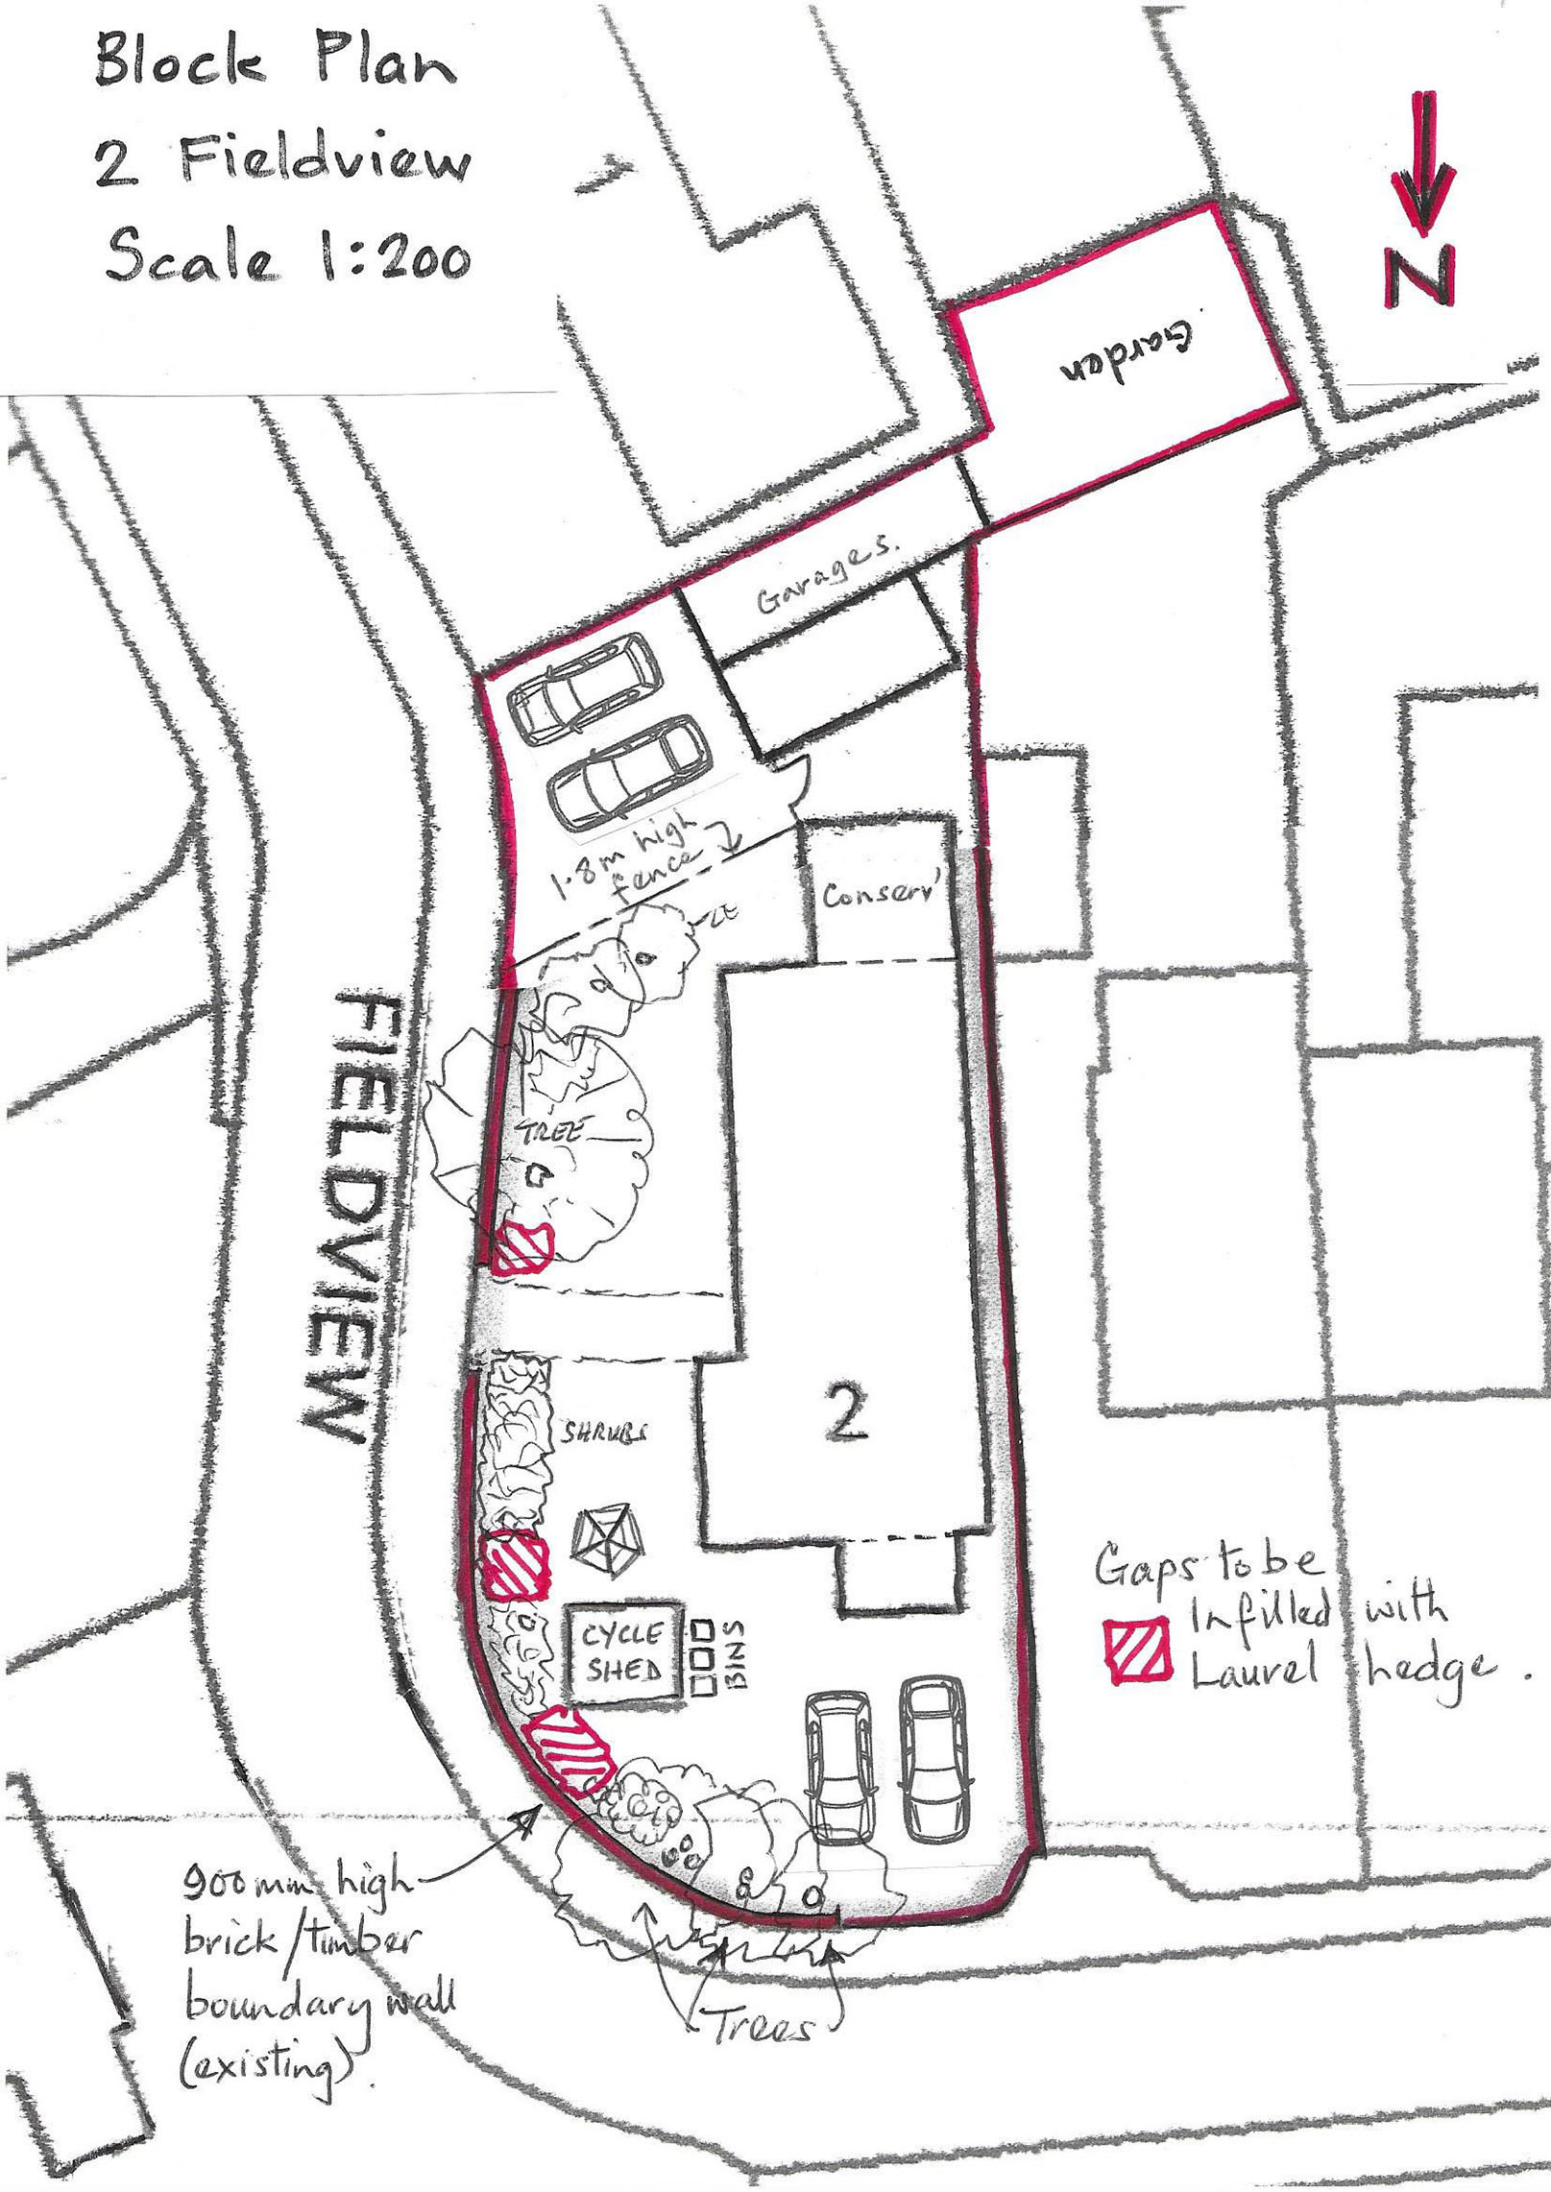 Block Plan
2 Fieldview
Scale 1:200
N
Garden
Garages.
1.8m high
fence
Conserv'
FIELDVIEW
TREE
2
SHRUBS
CYCLE
SHED
BINS
Gaps to be
Infilled with
Laurel hedge.
900mm high
brick/timber
boundary wall
(existing).
Trees